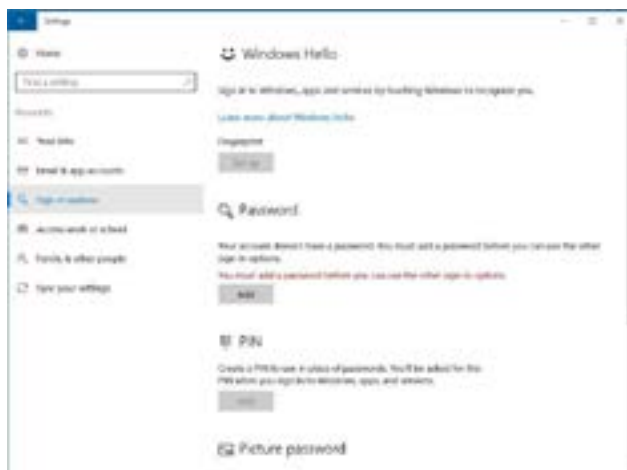 Settings
Home
Find a setting
Accounts
Your info
Email & app accounts
Sign-in options
Access work or school
Family & other people
Sync your settings
Windows Hello
Sign in to Windows, apps and services by teaching Windows to recognize you.
Learn more about Windows Hello
Fingerprint
Set up
Password
Your account doesn't have a password. You must add a password before you can use the other
sign-in options.
You must add a password before you can use the other sign-in options.
Add
PIN
Create a PIN to use in place of passwords. You'll be asked for this
PIN when you sign in to Windows, apps, and services.
Add
Picture password